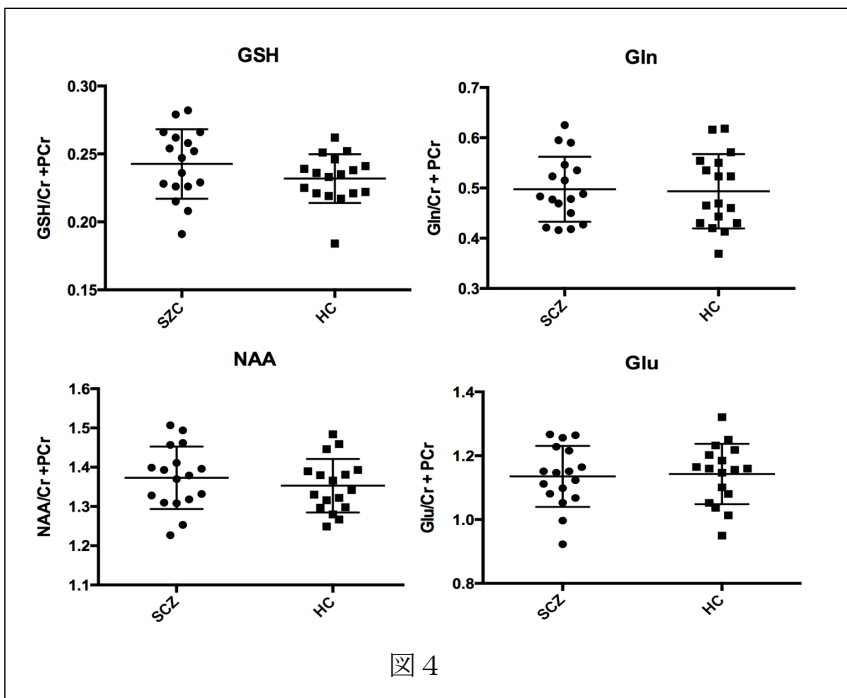 GSH
GSH/Cr +PCr
0.30
0.25
0.20
0.15
SZC
HC
Gln
Gln/Cr + PCr
0.7
0.6
0.5
0.4
0.3
SCZ
HC
NAA
NAA/Cr +PCr
1.6
1.5
1.4
1.3
1.2
1.1
SCZ
HC
Glu
Glu/Cr + PCr
1.4
1.2
1.0
0.8
SCZ
HC
図4